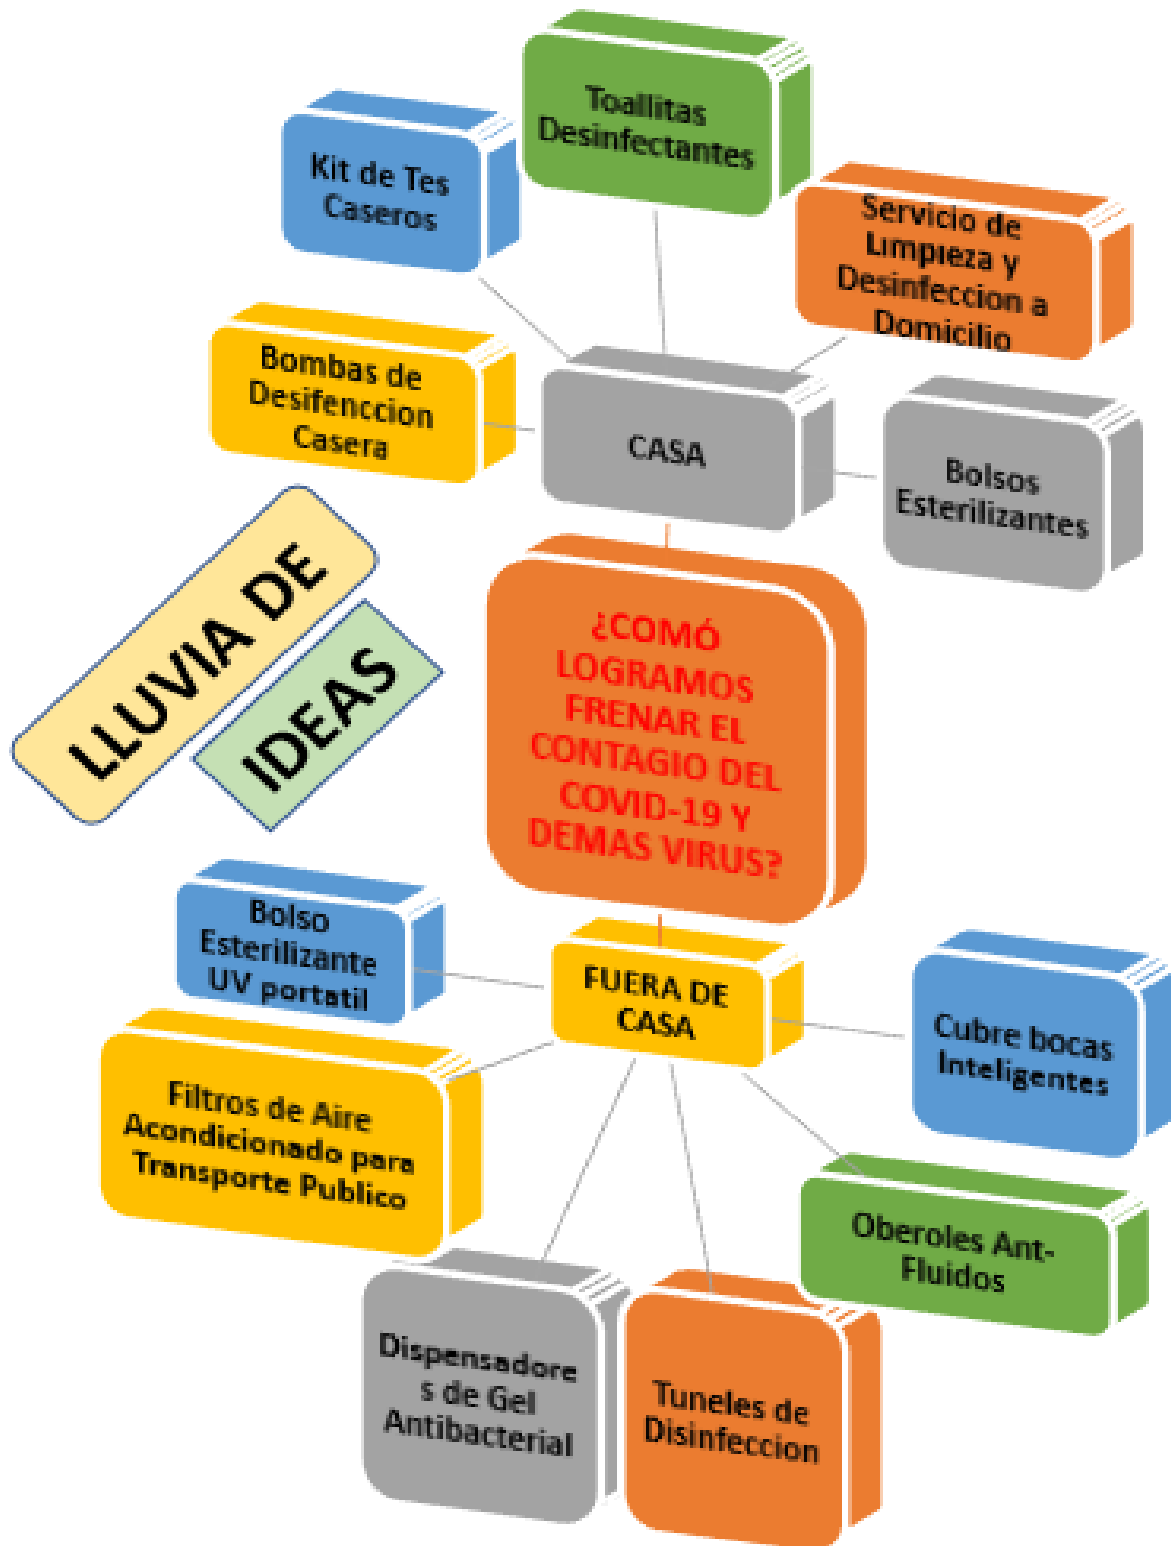 Toallitas
Desinfectantes
Kit de Tes
Caseros
Servicio de
Limpieza y
Desinfeccion a
Domicilio
Bombas de
Desifenccion
Casera
CASA
Bolsos
Esterilizantes
LLUVIA DE
IDEAS
¿COMÓ
LOGRAMOS
FRENAR EL
CONTAGIO DEL
COVID-19 Y
DEMAS VIRUS?
Bolso
Esterilizante
UV portatil
FUERA DE
CASA
Cubre bocas
Inteligentes
Filtros de Aire
Acondicionado para
Transporte Publico
Oberoles Ant-
Fluidos
Dispensadore
s de Gel
Antibacterial
Tuneles de
Disinfeccion